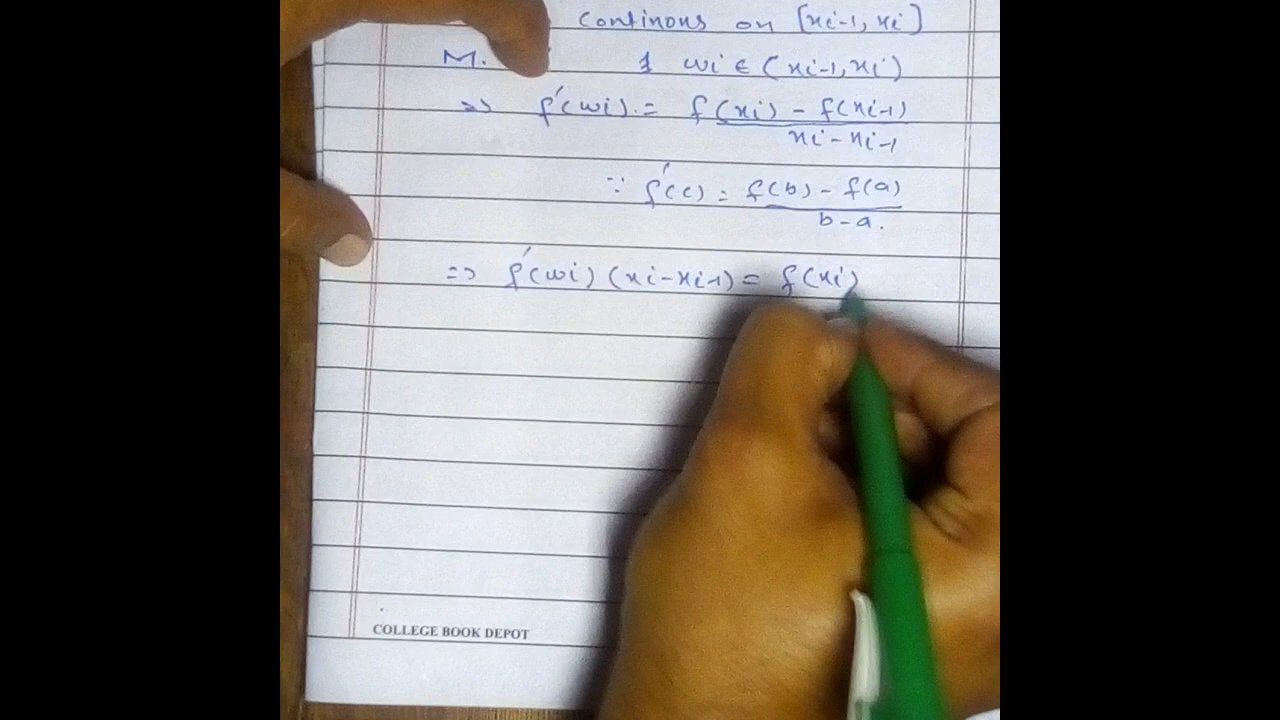 continous on [xi-1, xi]
M. 1 wi ∈ (xi-1, xi)
=> f'(wi) = f(xi) - f(xi-1) / xi - xi-1
∵ f'(c) = f(b) - f(a) / b - a.
=> f'(wi) (xi - xi-1) = f(xi)
COLLEGE BOOK DEPOT